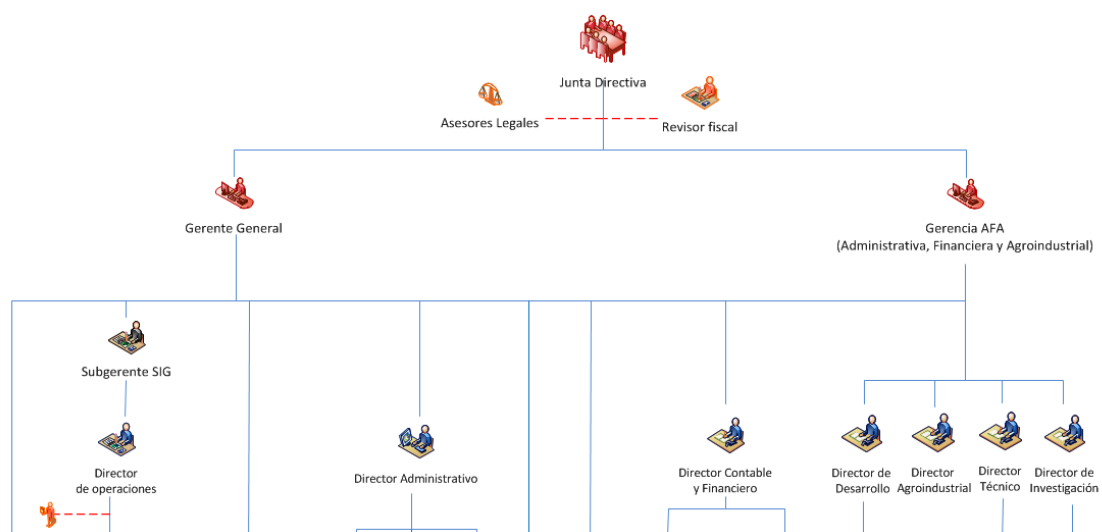 Junta Directiva
Asesores Legales
Revisor fiscal
Gerente General
Gerencia AFA
(Administrativa, Financiera y Agroindustrial)
Subgerente SIG
Director
de operaciones
Director Administrativo
Director Contable
y Financiero
Director de
Desarrollo
Director
Agroindustrial
Director
Técnico
Director de
Investigación